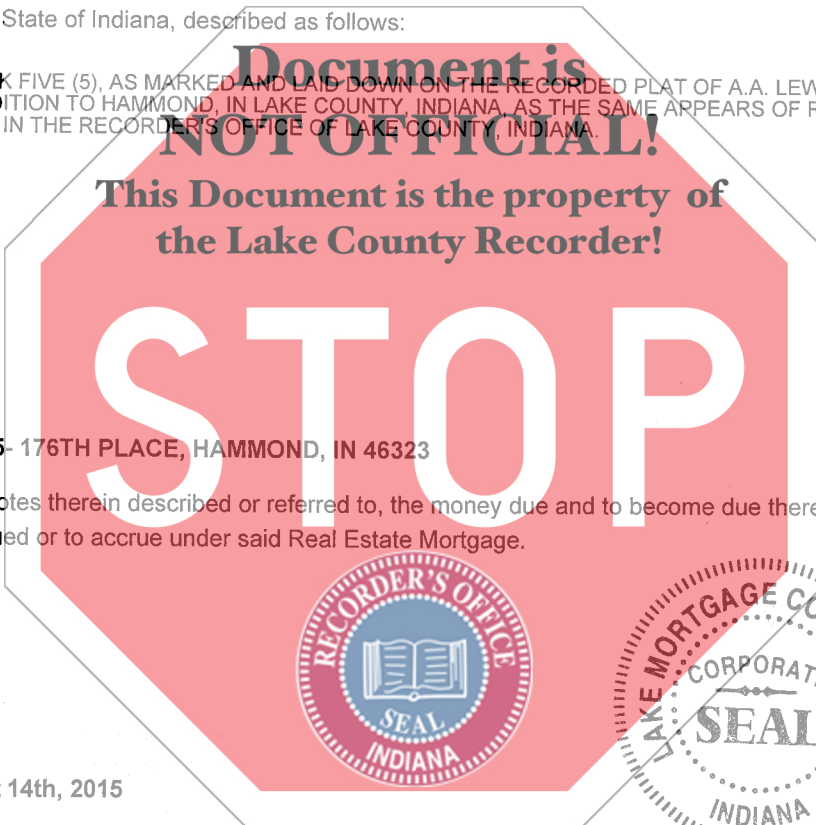 State of Indiana, described as follows:
Document is
K FIVE (5), AS MARKED AND LAID DOWN ON THE RECORDED PLAT OF A.A. LEW
ITION TO HAMMOND, IN LAKE COUNTY, INDIANA, AS THE SAME APPEARS OF R
IN THE RECORDER'S OFFICE OF LAKE COUNTY, INDIANA.
NOT OFFICIAL!
This Document is the property of
the Lake County Recorder!
STOP
5- 176TH PLACE, HAMMOND, IN 46323
otes therein described or referred to, the money due and to become due there
ed or to accrue under said Real Estate Mortgage.
RECORDER'S OFFICE
SEAL
INDIANA
LAKE MORTGAGE CO
CORPORAT
SEAL
INDIANA
14th, 2015